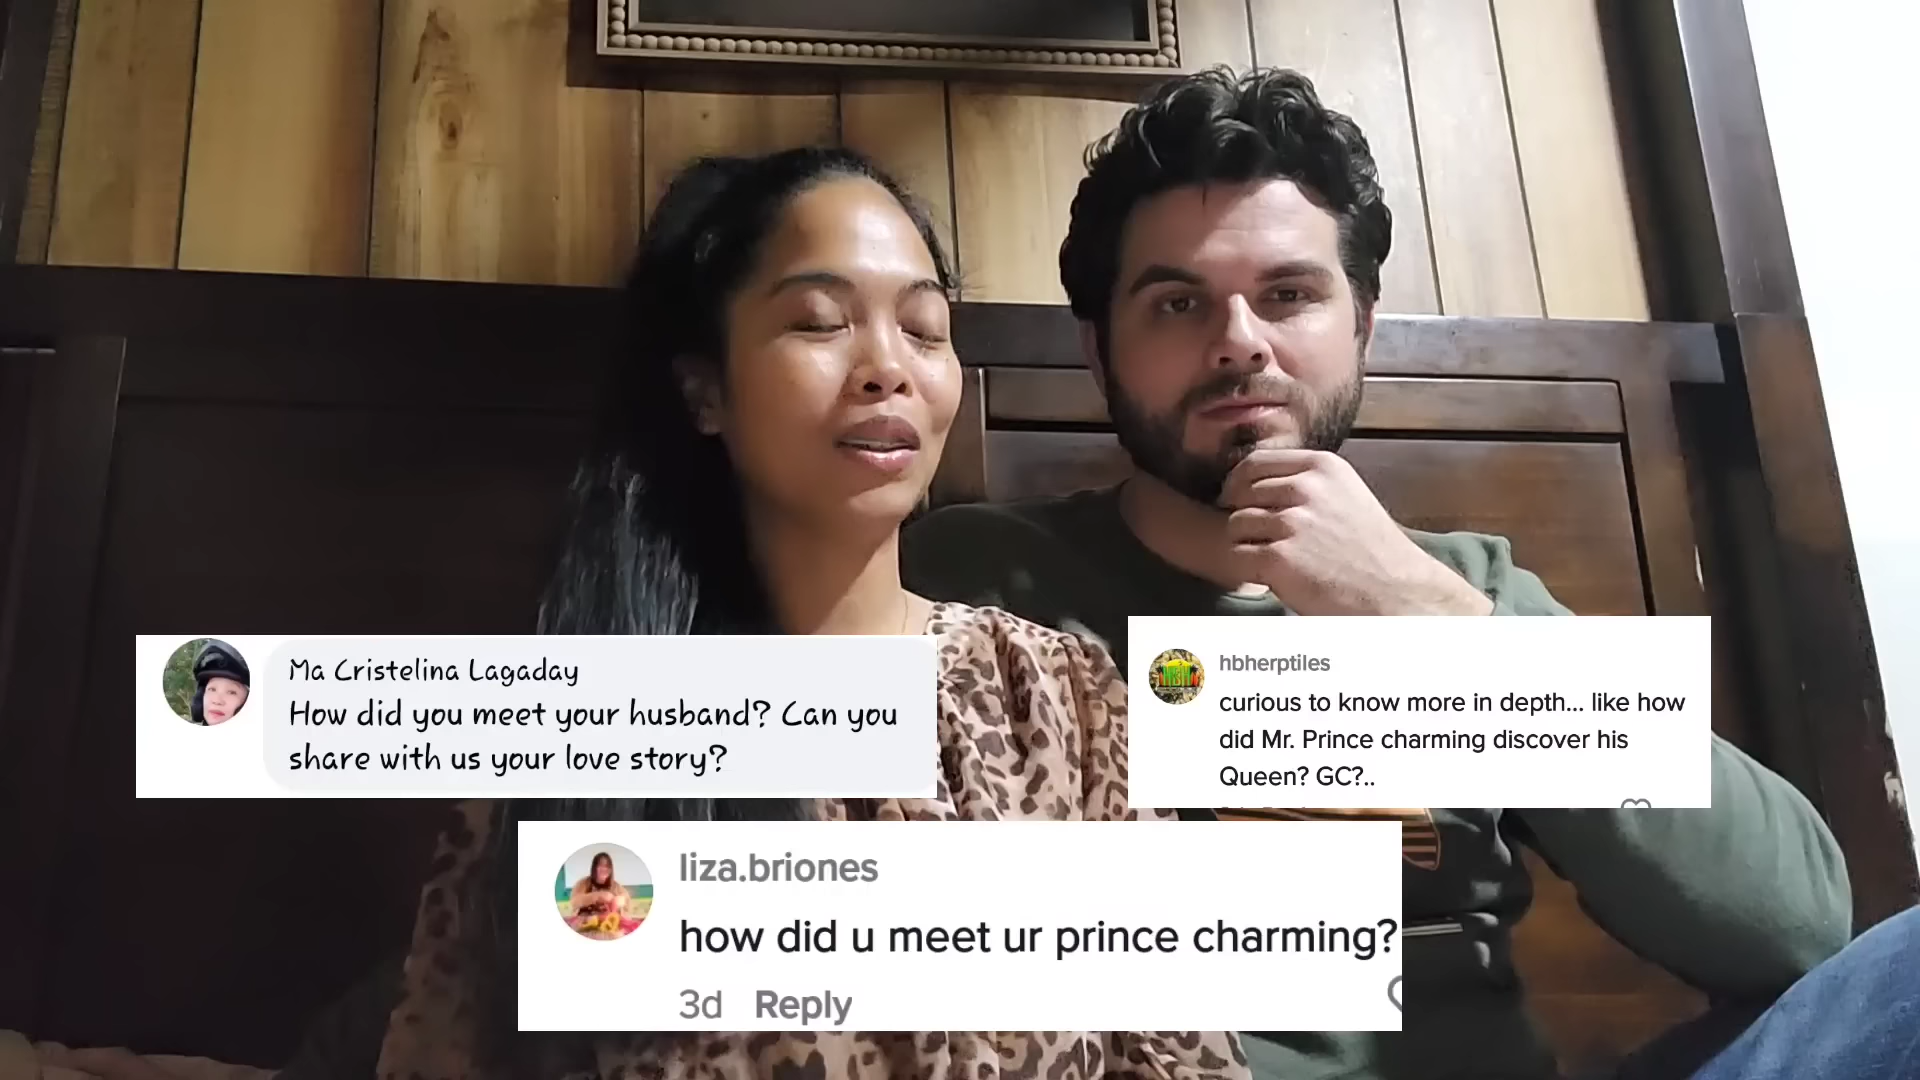 Ma Cristelina Lagaday
How did you meet your husband? Can you
share with us your love story?
hbherptiles
curious to know more in depth... like how
did Mr. Prince charming discover his
Queen? GC?..
liza.briones
how did u meet ur prince charming?
3d Reply